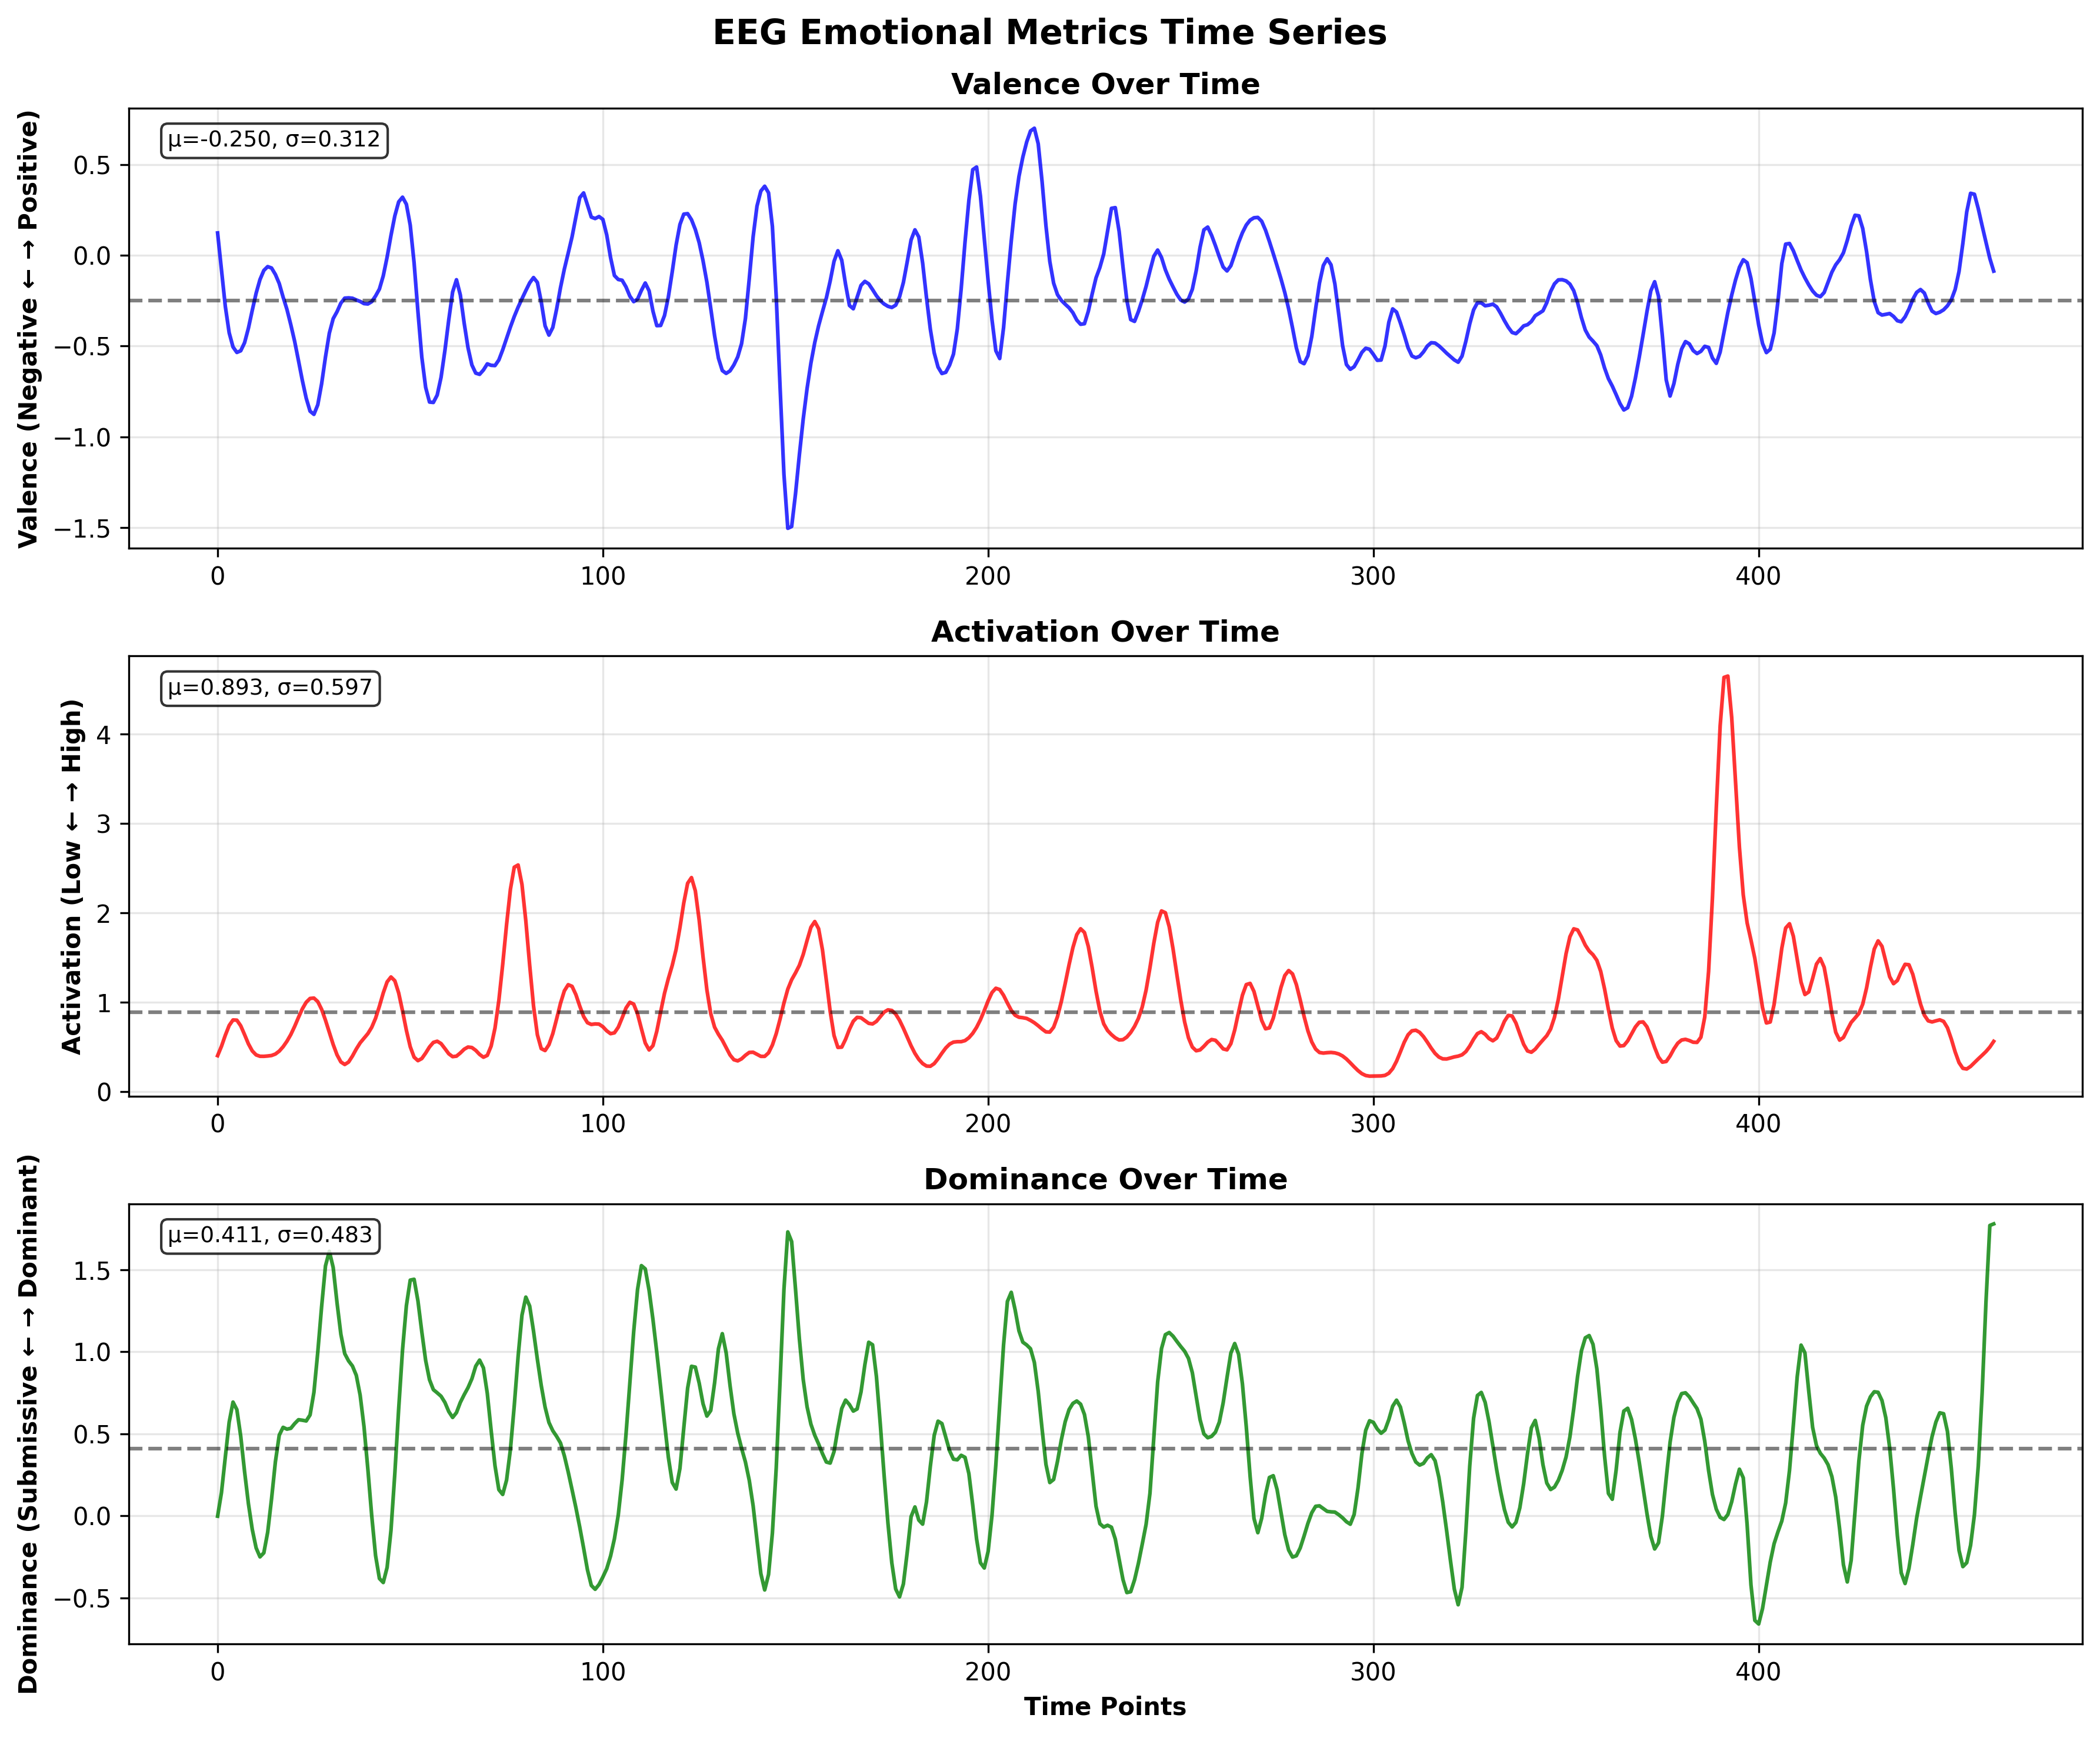 EEG Emotional Metrics Time Series
Valence Over Time
Valence (Negative ← → Positive)
μ=-0.250, σ=0.312
0.5
0.0
−0.5
−1.0
−1.5
0 100 200 300 400
Activation Over Time
Activation (Low ← → High)
μ=0.893, σ=0.597
4
3
2
1
0
0 100 200 300 400
Dominance Over Time
Dominance (Submissive ← → Dominant)
μ=0.411, σ=0.483
1.5
1.0
0.5
0.0
−0.5
0 100 200 300 400
Time Points